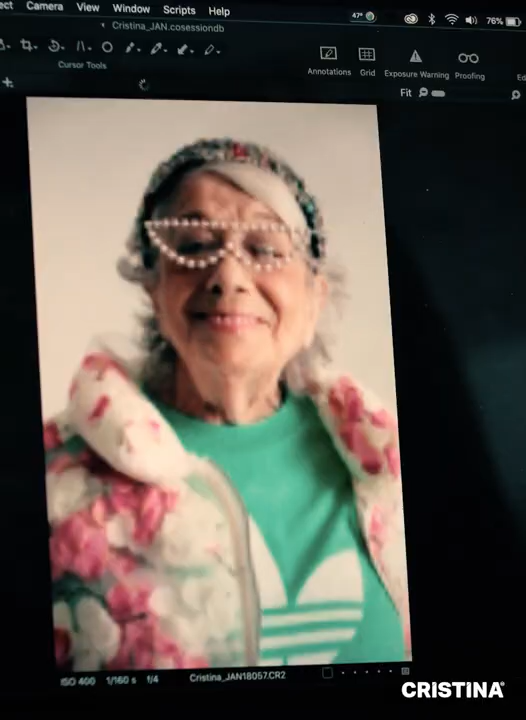 ect Camera View Window Scripts Help 47° 76%
Cristina_JAN.cosessiondb
Cursor Tools
Annotations Grid Exposure Warning Proofing Ed
Fit
ISO 400 1/160 s f/4 Cristina_JAN18057.CR2
CRISTINA